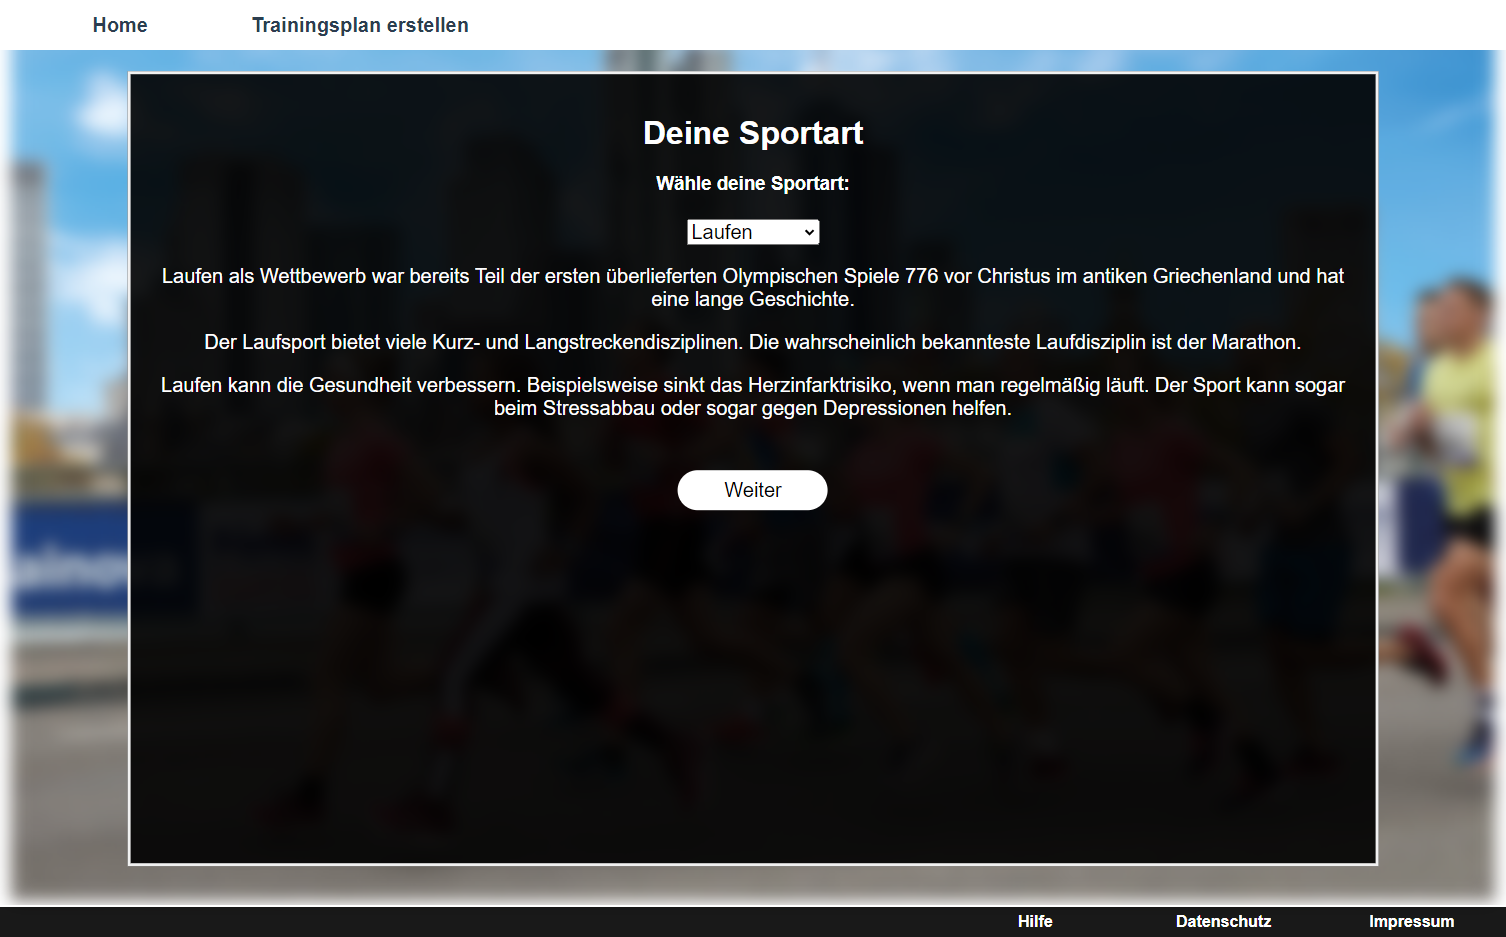 Home
Trainingsplan erstellen
Deine Sportart
Wähle deine Sportart:
Laufen
Laufen als Wettbewerb war bereits Teil der ersten überlieferten Olympischen Spiele 776 vor Christus im antiken Griechenland und hat
eine lange Geschichte.
Der Laufsport bietet viele Kurz- und Langstreckendisziplinen. Die wahrscheinlich bekannteste Laufdisziplin ist der Marathon.
Laufen kann die Gesundheit verbessern. Beispielsweise sinkt das Herzinfarktrisiko, wenn man regelmäßig läuft. Der Sport kann sogar
beim Stressabbau oder sogar gegen Depressionen helfen.
Weiter
Hilfe
Datenschutz
Impressum